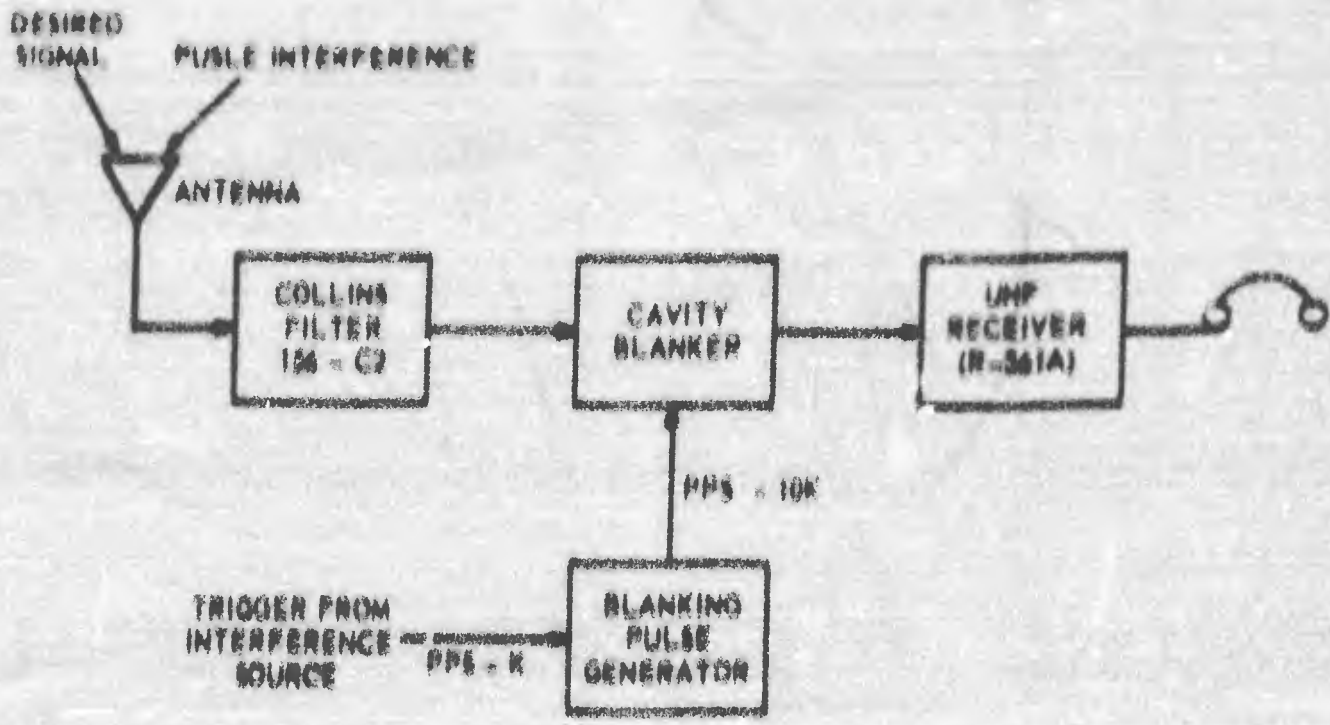 DESIRED
SIGNAL
PUSLE INTERFERENCE
ANTENNA
COLLINS
FILTER
CAVITY
BLANKER
UHF
RECEIVER
(R-361A)
PPS = 10K
TRIGGER FROM
INTERFERENCE
SOURCE
PPS = K
BLANKING
PULSE
GENERATOR